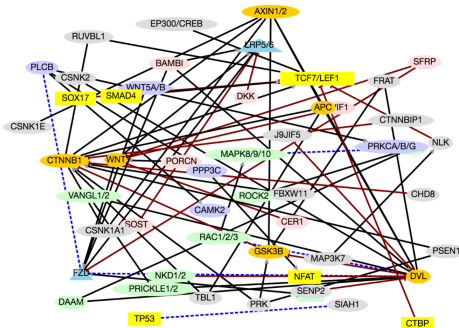 AXIN1/2
EP300/CREB
RUVBL1
LRP5/6
BAMBI
SFRP
PLCB
CSNK2
TCF7/LEF1
FRAT
WNT5A/B
DKK
SOX17
SMAD4
APC
/IF1
CTNNBIP1
CSNK1E
J9JIF5
NLK
PRKCA/B/G
MAPK8/9/10
CTNNB1
WNT
PORCN
PPP3C
VANGL1/2
ROCK2
FBXW11
CHD8
CAMK2
SOST
CER1
CSNK1A1
RAC1/2/3
GSK3B
PSEN1
MAP3K7
FZD
NKD1/2
NFAT
DVL
PRICKLE1/2
SENP2
DAAM
TBL1
PRK
SIAH1
TP53
CTBP